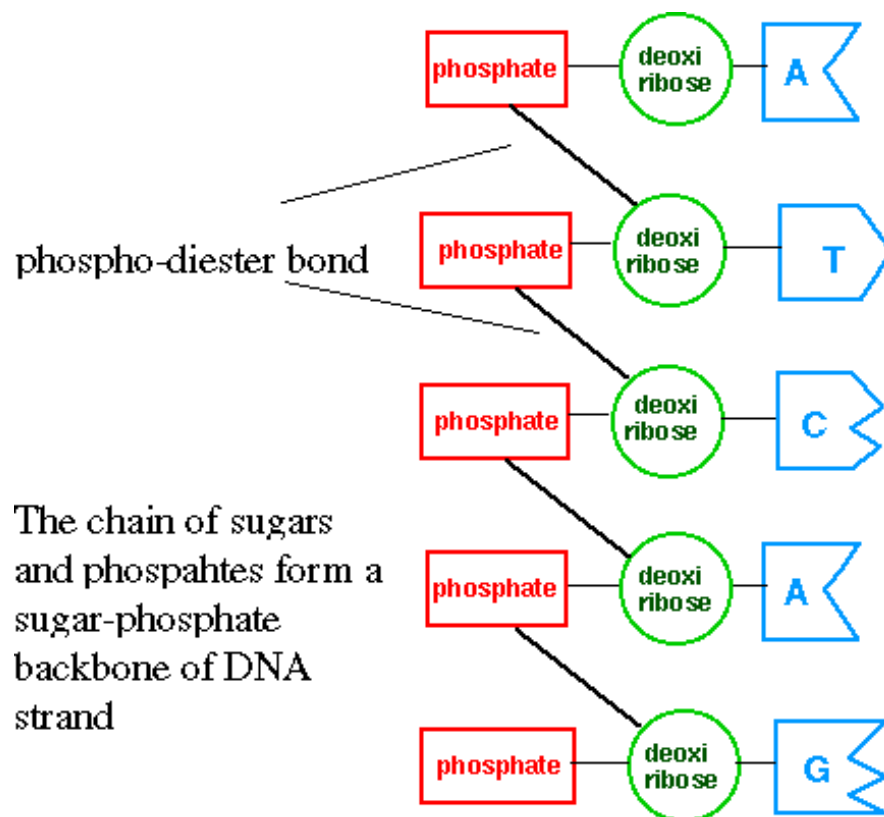 phosphate deoxi ribose A
phospho-diester bond
phosphate deoxi ribose T
phosphate deoxi ribose C
The chain of sugars
and phospahtes form a
sugar-phosphate
backbone of DNA
strand
phosphate deoxi ribose A
phosphate deoxi ribose G